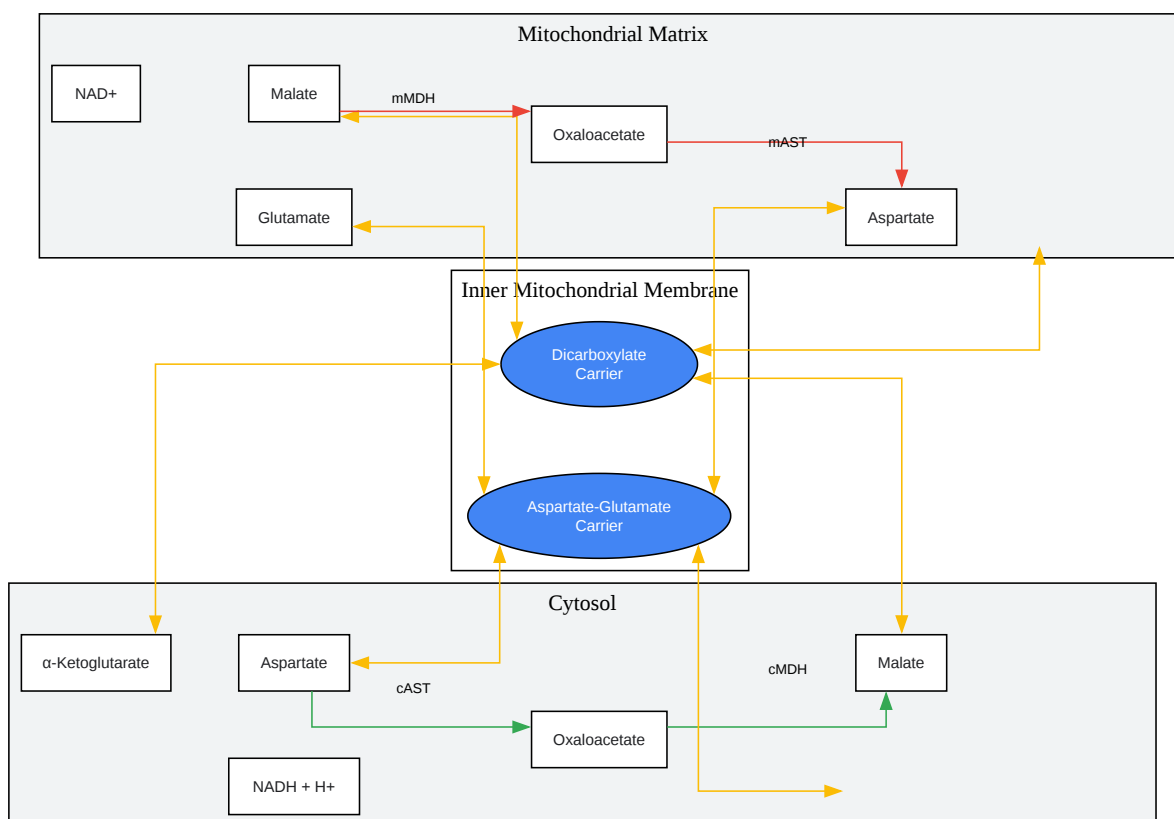 Mitochondrial Matrix
NAD+
Malate
mMDH
Oxaloacetate
mAST
Glutamate
Aspartate
Inner Mitochondrial Membrane
Dicarboxylate
Carrier
Aspartate-Glutamate
Carrier
Cytosol
α-Ketoglutarate
Aspartate
cAST
cMDH
Malate
Oxaloacetate
NADH + H+